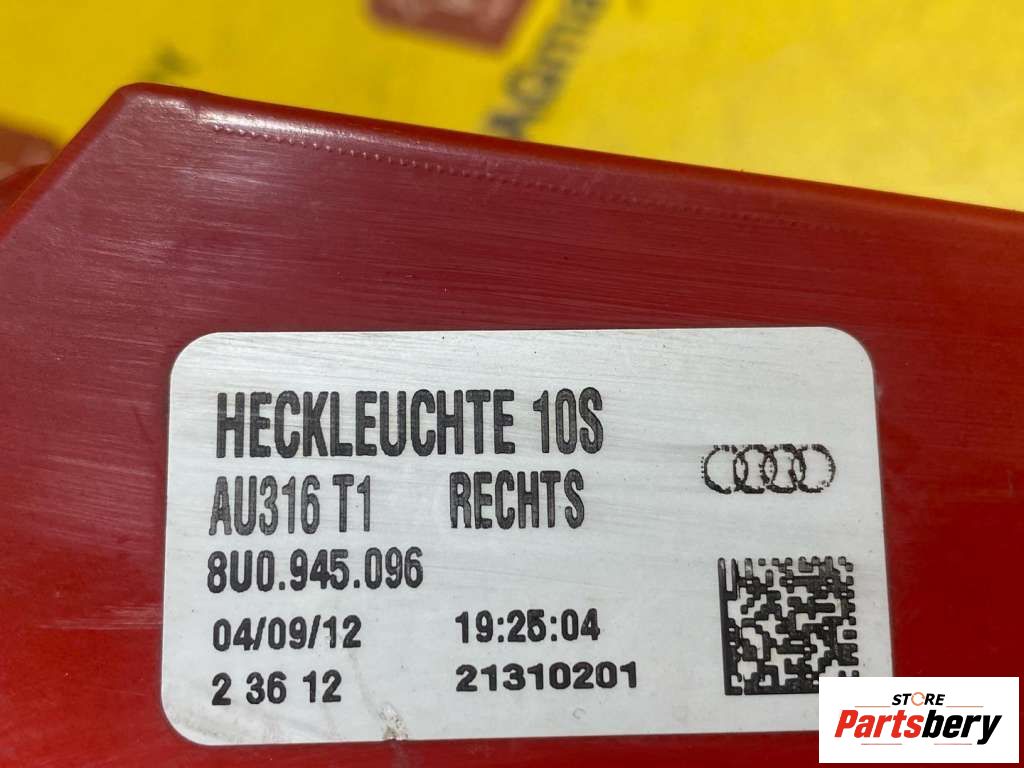 AGma
HECKLEUCHTE 10S
AU316 T1 RECHTS
8U0.945.096
04/09/12 19:25:04
2 36 12 21310201
STORE
Partsbery